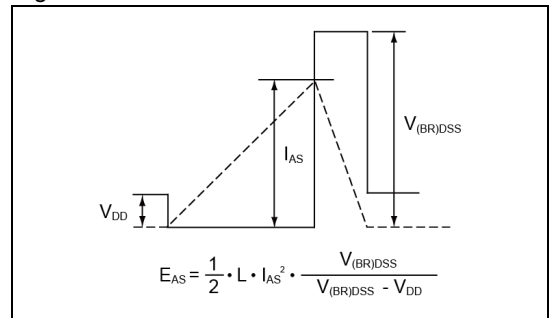 V(BR)DSS
IAS
VDD
EAS = 1/2 • L • IAS² • V(BR)DSS / V(BR)DSS - VDD